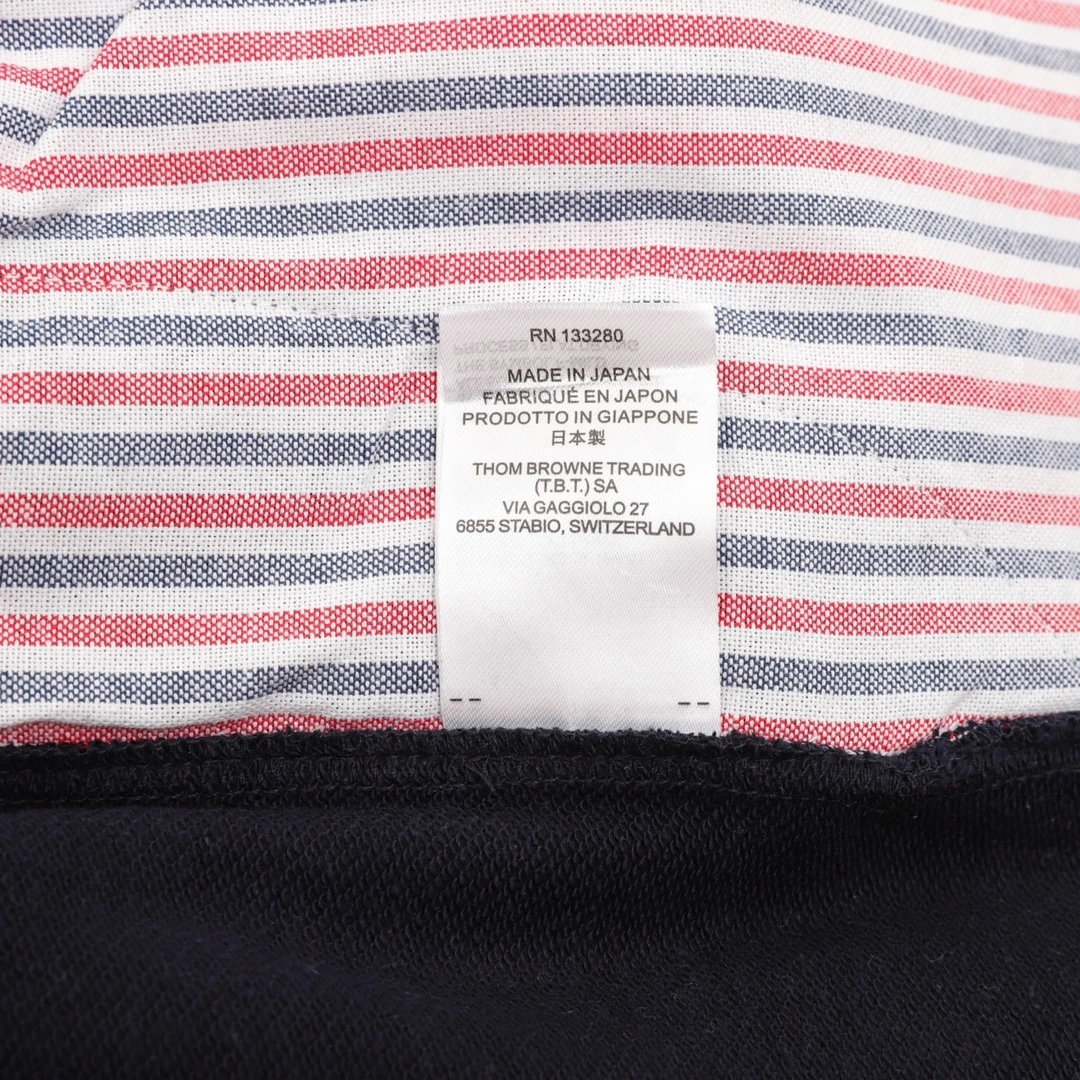 RN 133280
MADE IN JAPAN
FABRIQUÉ EN JAPON
PRODOTTO IN GIAPPONE
日本製
THOM BROWNE TRADING
(T.B.T.) SA
VIA GAGGIOLO 27
6855 STABIO, SWITZERLAND